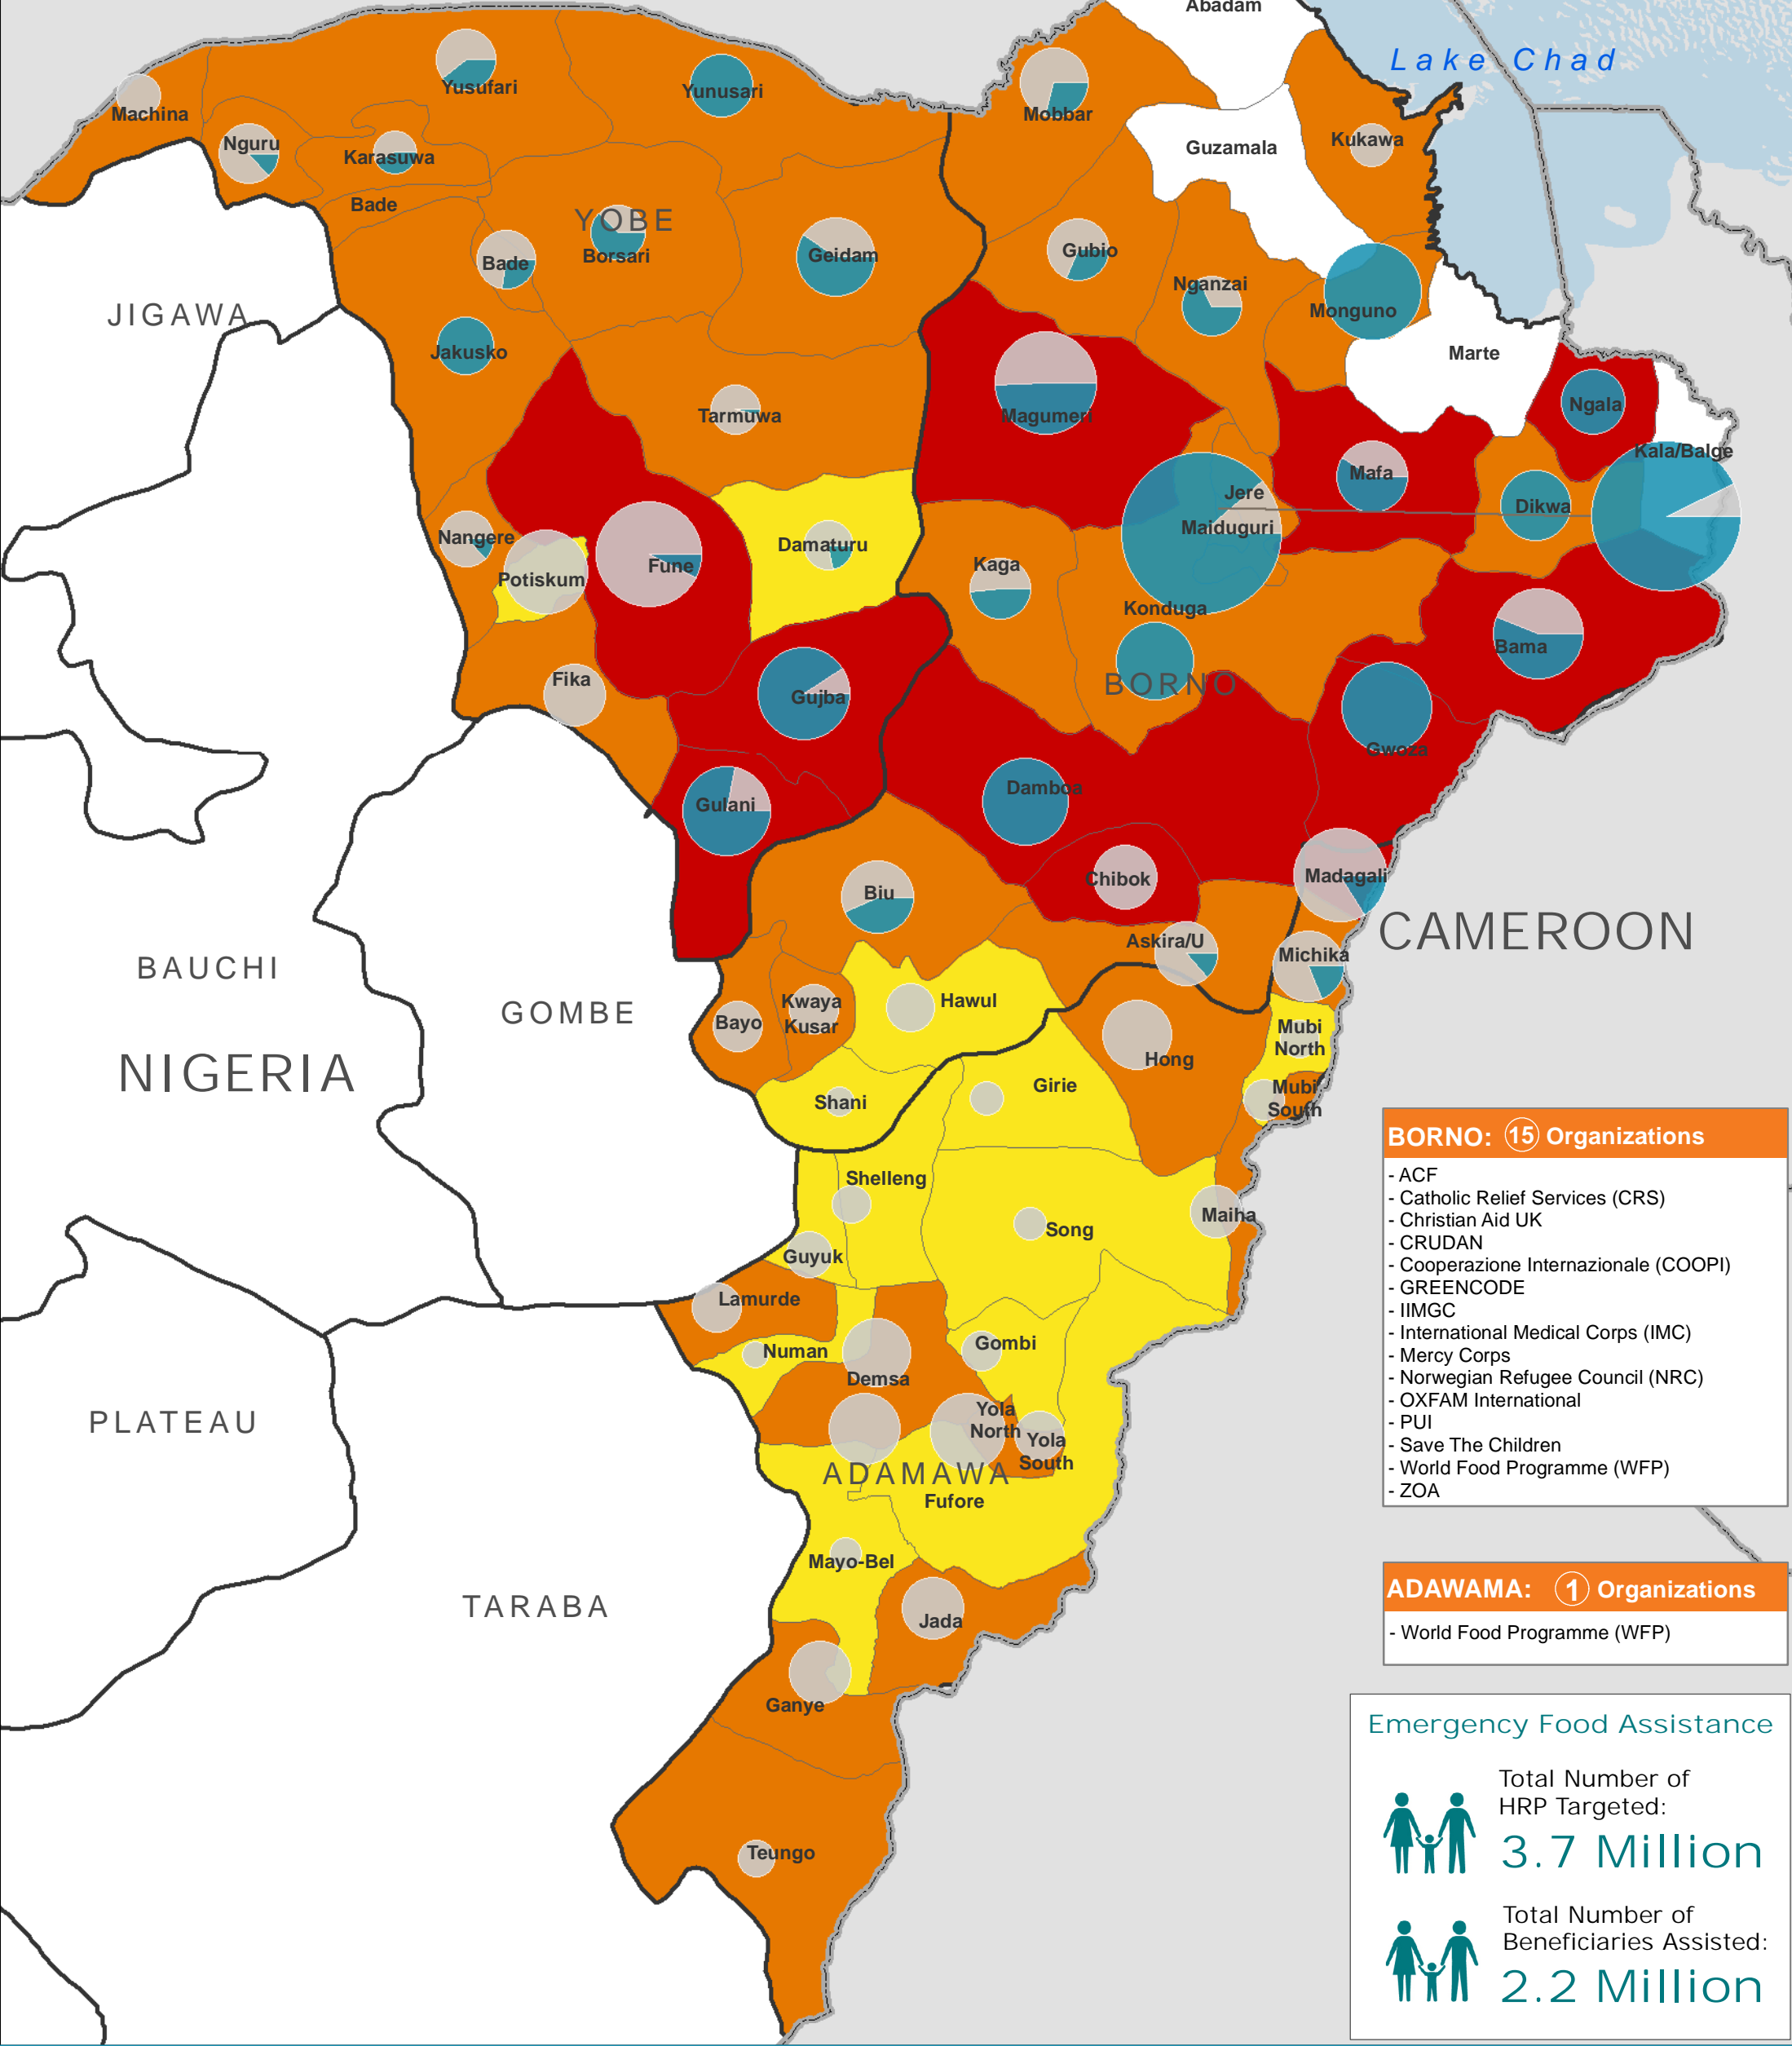 Abadam
Lake Chad
Yusufari
Yunusari
Mobbar
Machina
Nguru
Karasuwa
Guzamala
Kukawa
Bade
YOBE
Borsari
Bade
Geidam
Gubio
Nganzai
Monguno
JIGAWA
Jakusko
Marte
Tarmuwa
Magumeri
Ngala
Kala/Balge
Mafa
Jere
Dikwa
Maiduguri
Nangere
Damaturu
Potiskum
Fune
Kaga
Konduga
Bama
Fika
BORNO
Gujba
Gwoza
Gulani
Damboa
Chibok
Madagali
Biu
CAMEROON
Askira/U
Michika
BAUCHI
GOMBE
Kwaya
Kusar
Hawul
Bayo
Mubi
North
NIGERIA
Hong
Girie
Mubi
South
Shani
Shelleng
Song
Maiha
Guyuk
Lamurde
Numan
Gombi
Demsa
PLATEAU
Yola
North
Yola
South
ADAMAWA
Fufore
Mayo-Bel
TARABA
Jada
Ganye
Teungo
BORNO: 15 Organizations
- ACF
- Catholic Relief Services (CRS)
- Christian Aid UK
- CRUDAN
- Cooperazione Internazionale (COOPI)
- GREENCODE
- IIMGC
- International Medical Corps (IMC)
- Mercy Corps
- Norwegian Refugee Council (NRC)
- OXFAM International
- PUI
- Save The Children
- World Food Programme (WFP)
- ZOA
ADAWAMA: 1 Organizations
- World Food Programme (WFP)
Emergency Food Assistance
Total Number of
HRP Targeted:
3.7 Million
Total Number of
Beneficiaries Assisted:
2.2 Million